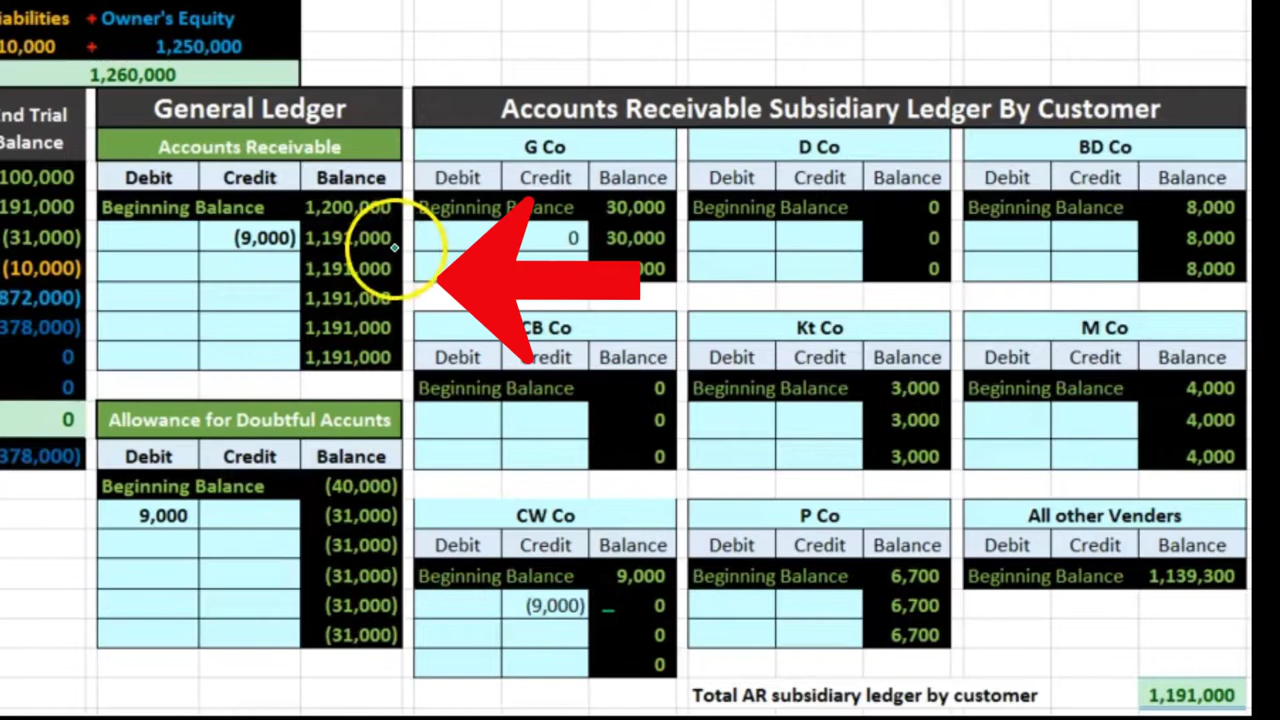 iabilities + Owner's Equity
10,000 + 1,250,000
1,260,000
nd Trial
Balance
100,000
191,000
(31,000)
(10,000)
872,000)
378,000)
0
0
0
378,000)
General Ledger
Accounts Receivable
Debit Credit Balance
Beginning Balance 1,200,000
(9,000) 1,191,000
1,191,000
1,191,000
1,191,000
1,191,000
Allowance for Doubtful Accunts
Debit Credit Balance
Beginning Balance (40,000)
9,000 (31,000)
(31,000)
(31,000)
(31,000)
(31,000)
Accounts Receivable Subsidiary Ledger By Customer
G Co
Debit Credit Balance
Beginning Balance 30,000
0 30,000
000
D Co
Debit Credit Balance
Beginning Balance 0
0
0
BD Co
Debit Credit Balance
Beginning Balance 8,000
8,000
8,000
CB Co
Debit Credit Balance
Beginning Balance 0
0
0
Kt Co
Debit Credit Balance
Beginning Balance 3,000
3,000
3,000
M Co
Debit Credit Balance
Beginning Balance 4,000
4,000
4,000
CW Co
Debit Credit Balance
Beginning Balance 9,000
(9,000) 0
0
0
P Co
Debit Credit Balance
Beginning Balance 6,700
6,700
6,700
All other Venders
Debit Credit Balance
Beginning Balance 1,139,300
Total AR subsidiary ledger by customer 1,191,000